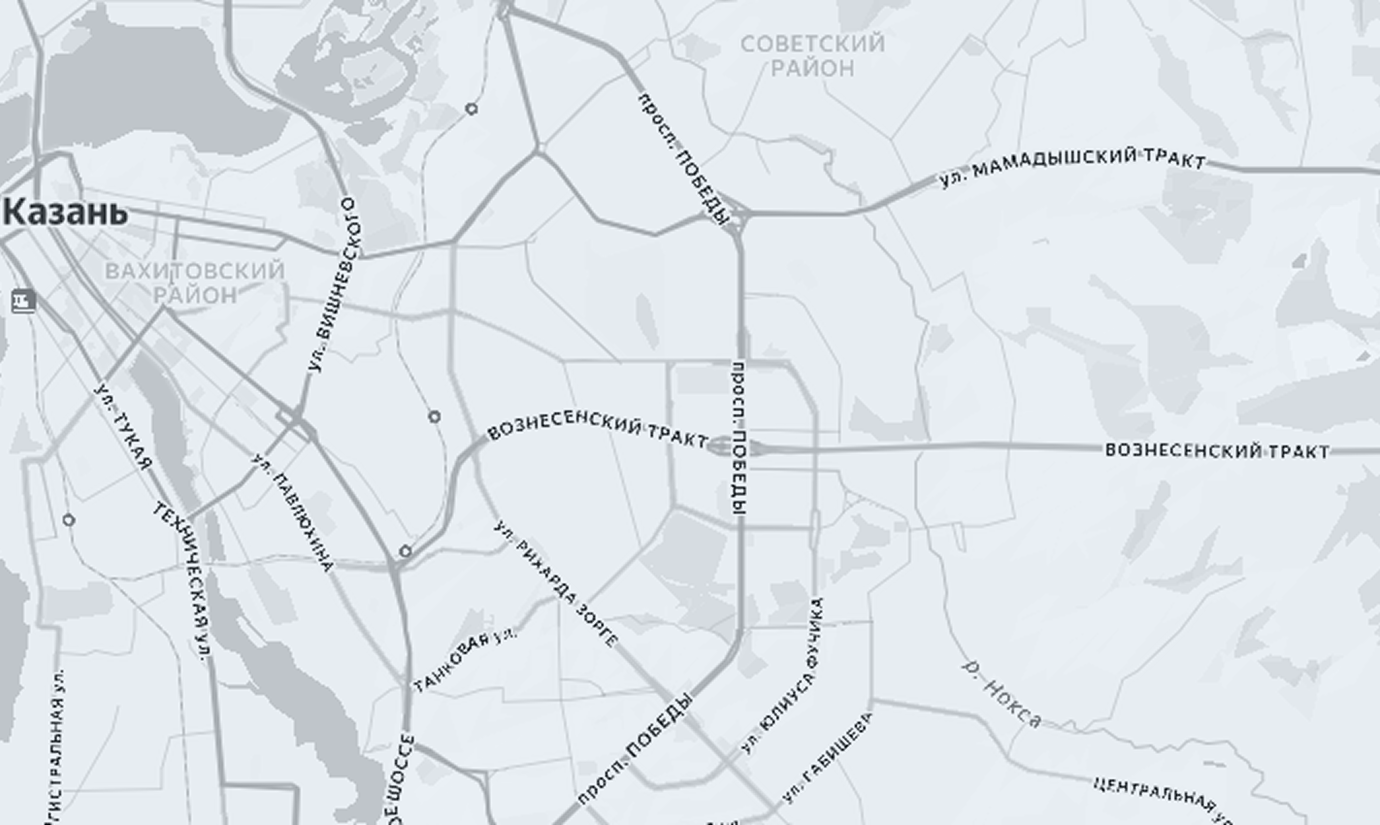 СОВЕТСКИЙ
РАЙОН
просп. ПОБЕДЫ
ул. МАМАДЫШСКИЙ ТРАКТ
Казань
ул. ВИШНЕВСКОГО
ВАХИТОВСКИЙ
РАЙОН
просп. ПОБЕДЫ
ул. ТУКАЯ
ВОЗНЕСЕНСКИЙ ТРАКТ
ВОЗНЕСЕНСКИЙ ТРАКТ
ул. ПАВЛЮХИНА
ТЕХНИЧЕСКАЯ ул.
ул. РИХАРДА ЗОРГЕ
ТАНКОВАЯ ул.
ул. ЮЛИУСА ФУЧИКА
р. Нокса
ГИСТРАЛЬНАЯ ул.
просп. ПОБЕДЫ
ул. ГАБИШЕВА
ОЕ ШОССЕ
ЦЕНТРАЛЬНАЯ ул